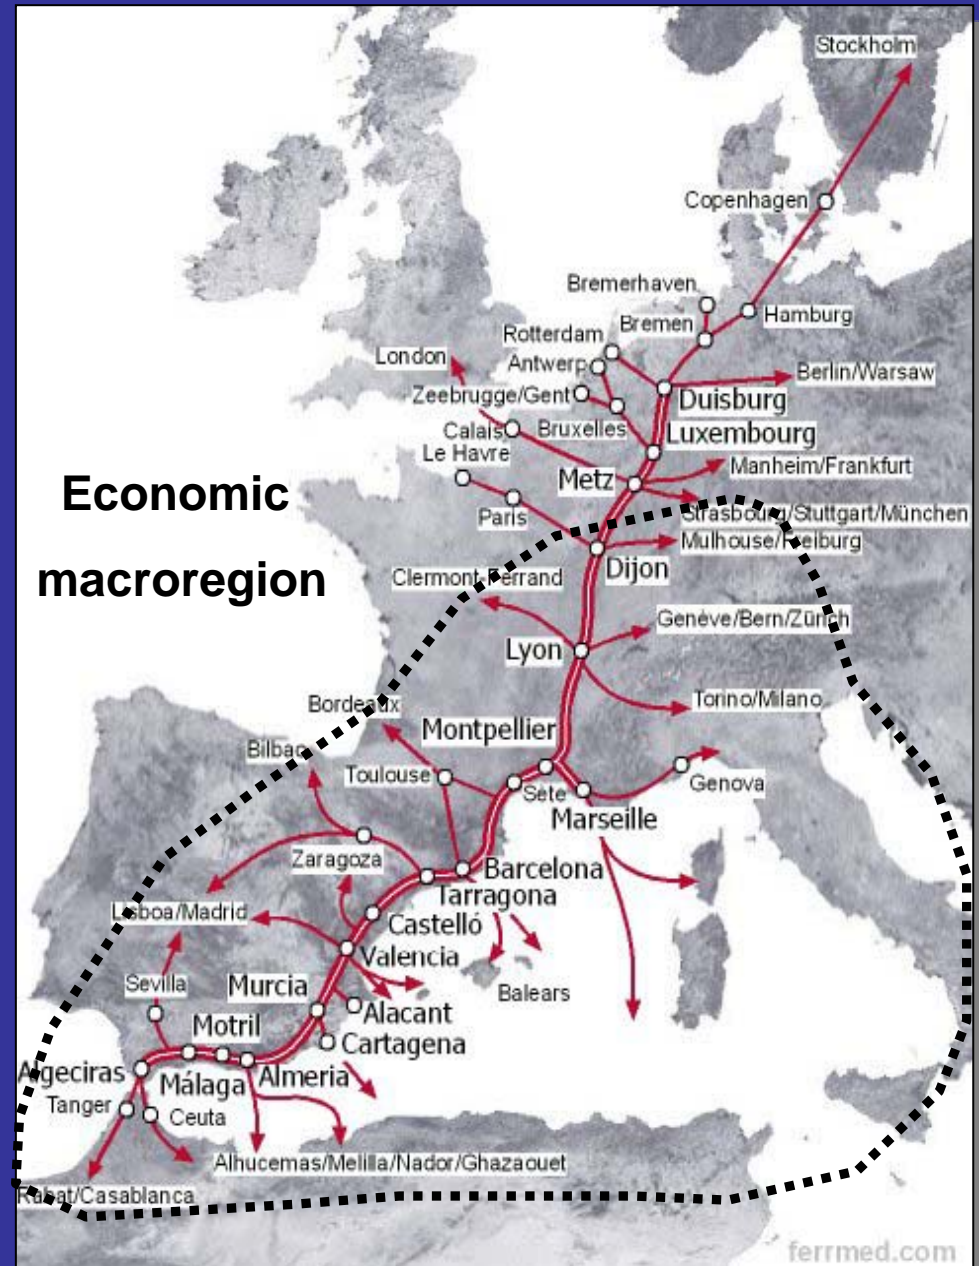 Stockholm
Copenhagen
Bremerhaven
Hamburg
Bremen
Rotterdam
London
Antwerp
Berlin/Warsaw
Zeebrugge/Gent
Duisburg
Calais
Bruxelles
Luxembourg
Le Havre
Manheim/Frankfurt
Metz
Economic
macroregion
Paris
Strasbourg/Stuttgart/München
Mulhouse/Freiburg
Dijon
Clermont-Ferrand
Genéve/Bern/Zürich
Lyon
Torino/Milano
Bordeaux
Montpellier
Bilbao
Toulouse
Sète
Genova
Marseille
Zaragoza
Barcelona
Tarragona
Lisboa/Madrid
Castelló
Valencia
Sevilla
Murcia
Balears
Alacant
Motril
Cartagena
Algeciras
Málaga
Almeria
Tanger
Ceuta
Alhucemas/Melilla/Nador/Ghazaouet
Rabat/Casablanca
ferrmed.com